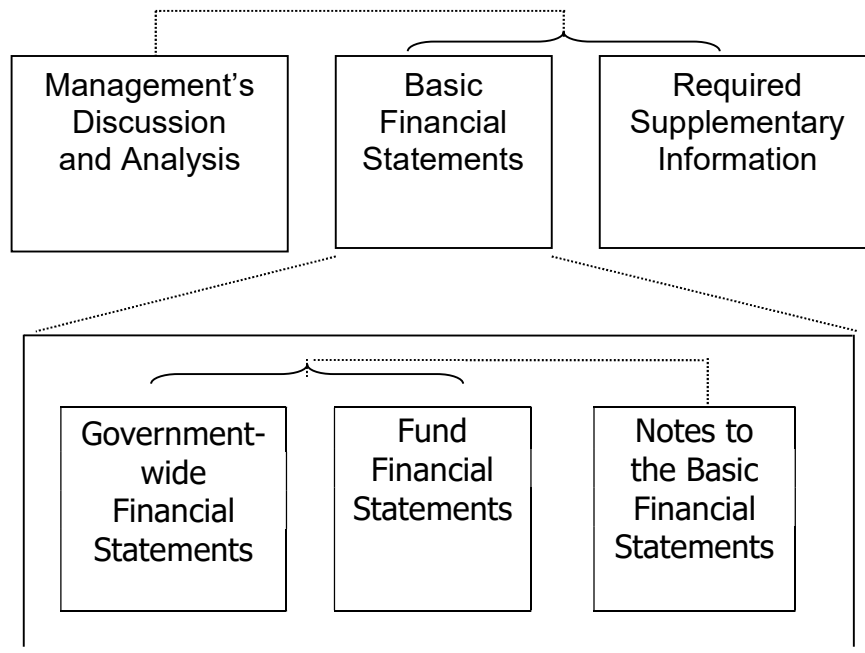 Management’s
Discussion
and Analysis
Basic
Financial
Statements
Required
Supplementary
Information
Government-
wide
Financial
Statements
Fund
Financial
Statements
Notes to
the Basic
Financial
Statements